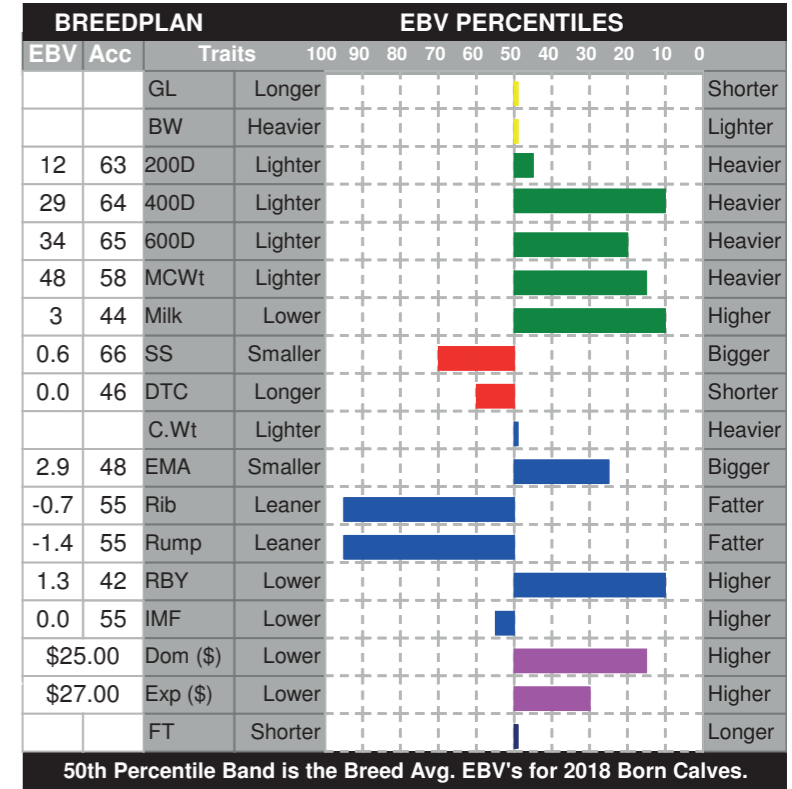 BREEDPLAN EBV PERCENTILES
EBV Acc Traits 100 90 80 70 60 50 40 30 20 10 0
GL Longer Shorter
BW Heavier Lighter
12 63 200D Lighter Heavier
29 64 400D Lighter Heavier
34 65 600D Lighter Heavier
48 58 MCWt Lighter Heavier
3 44 Milk Lower Higher
0.6 66 SS Smaller Bigger
0.0 46 DTC Longer Shorter
C.Wt Lighter Heavier
2.9 48 EMA Smaller Bigger
-0.7 55 Rib Leaner Fatter
-1.4 55 Rump Leaner Fatter
1.3 42 RBY Lower Higher
0.0 55 IMF Lower Higher
$25.00 Dom ($) Lower Higher
$27.00 Exp ($) Lower Higher
FT Shorter Longer
50th Percentile Band is the Breed Avg. EBV's for 2018 Born Calves.